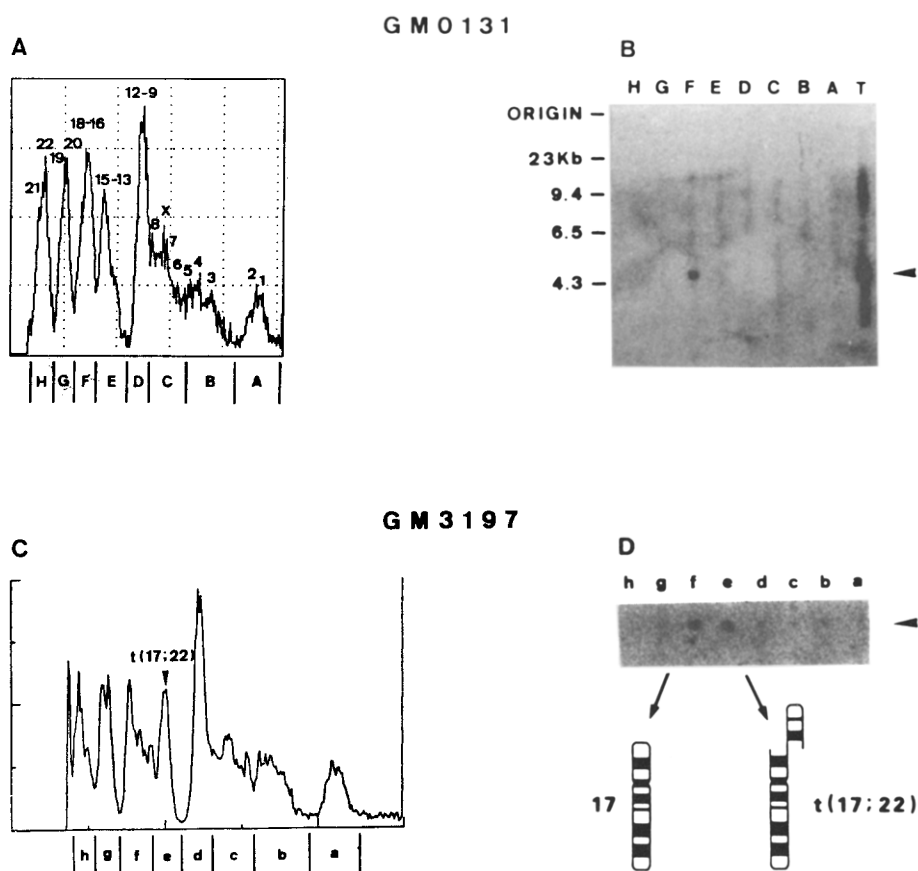 GM0131
A
12-9
18-16
22
20
19
21
15-13
8
X
7
6
5
4
3
2
1
H G F E D C B A
B
H G F E D C B A T
ORIGIN
23Kb
9.4
6.5
4.3
GM3197
C
t(17;22)
h g f e d c b a
D
h g f e d c b a
17
t(17;22)